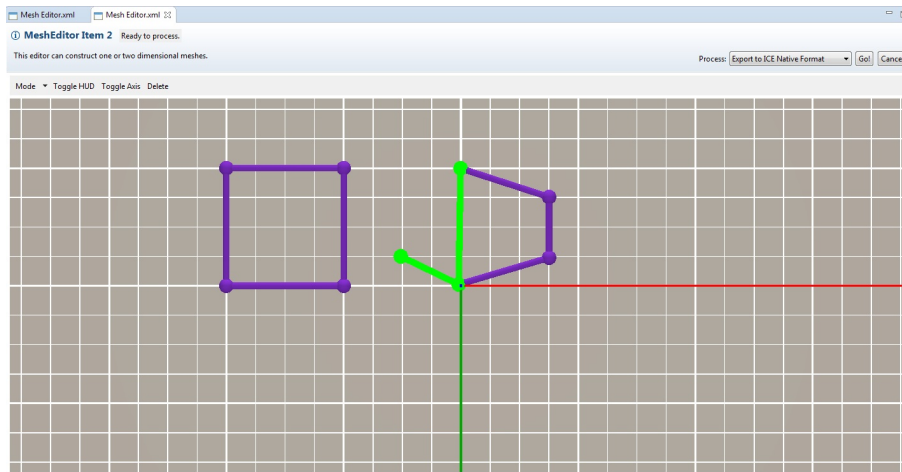 Mesh Editor.xml Mesh Editor.xml
MeshEditor Item 2 Ready to process.
This editor can construct one or two dimensional meshes.
Process: Export to ICE Native Format Go! Cance
Mode Toggle HUD Toggle Axis Delete